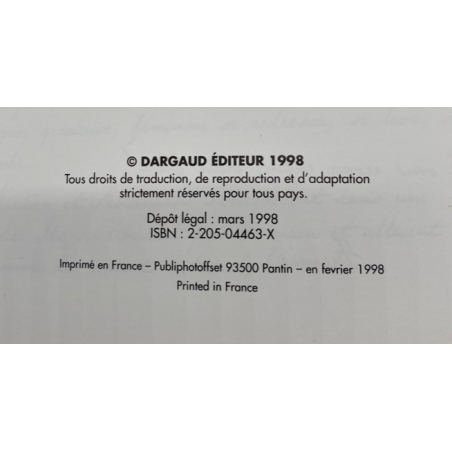 © DARGAUD ÉDITEUR 1998
Tous droits de traduction, de reproduction et d'adaptation
strictement réservés pour tous pays.
Dépôt légal : mars 1998
ISBN : 2-205-04463-X
Imprimé en France – Publiphotoffset 93500 Pantin – en fevrier 1998
Printed in France